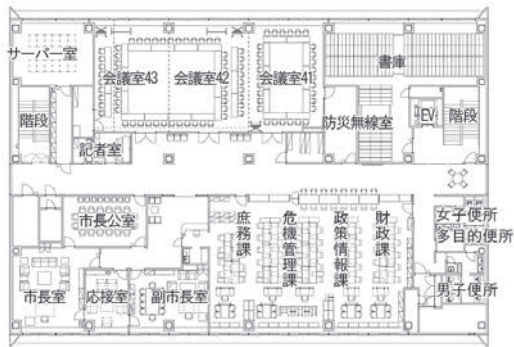 サーバー室
会議室43
会議室42
会議室41
書庫
階段
記者室
防災無線室
EV
階段
市長公室
庶務課
危機管理課
政策情報課
財政課
女子便所
多目的便所
市長室
応接室
副市長室
男子便所